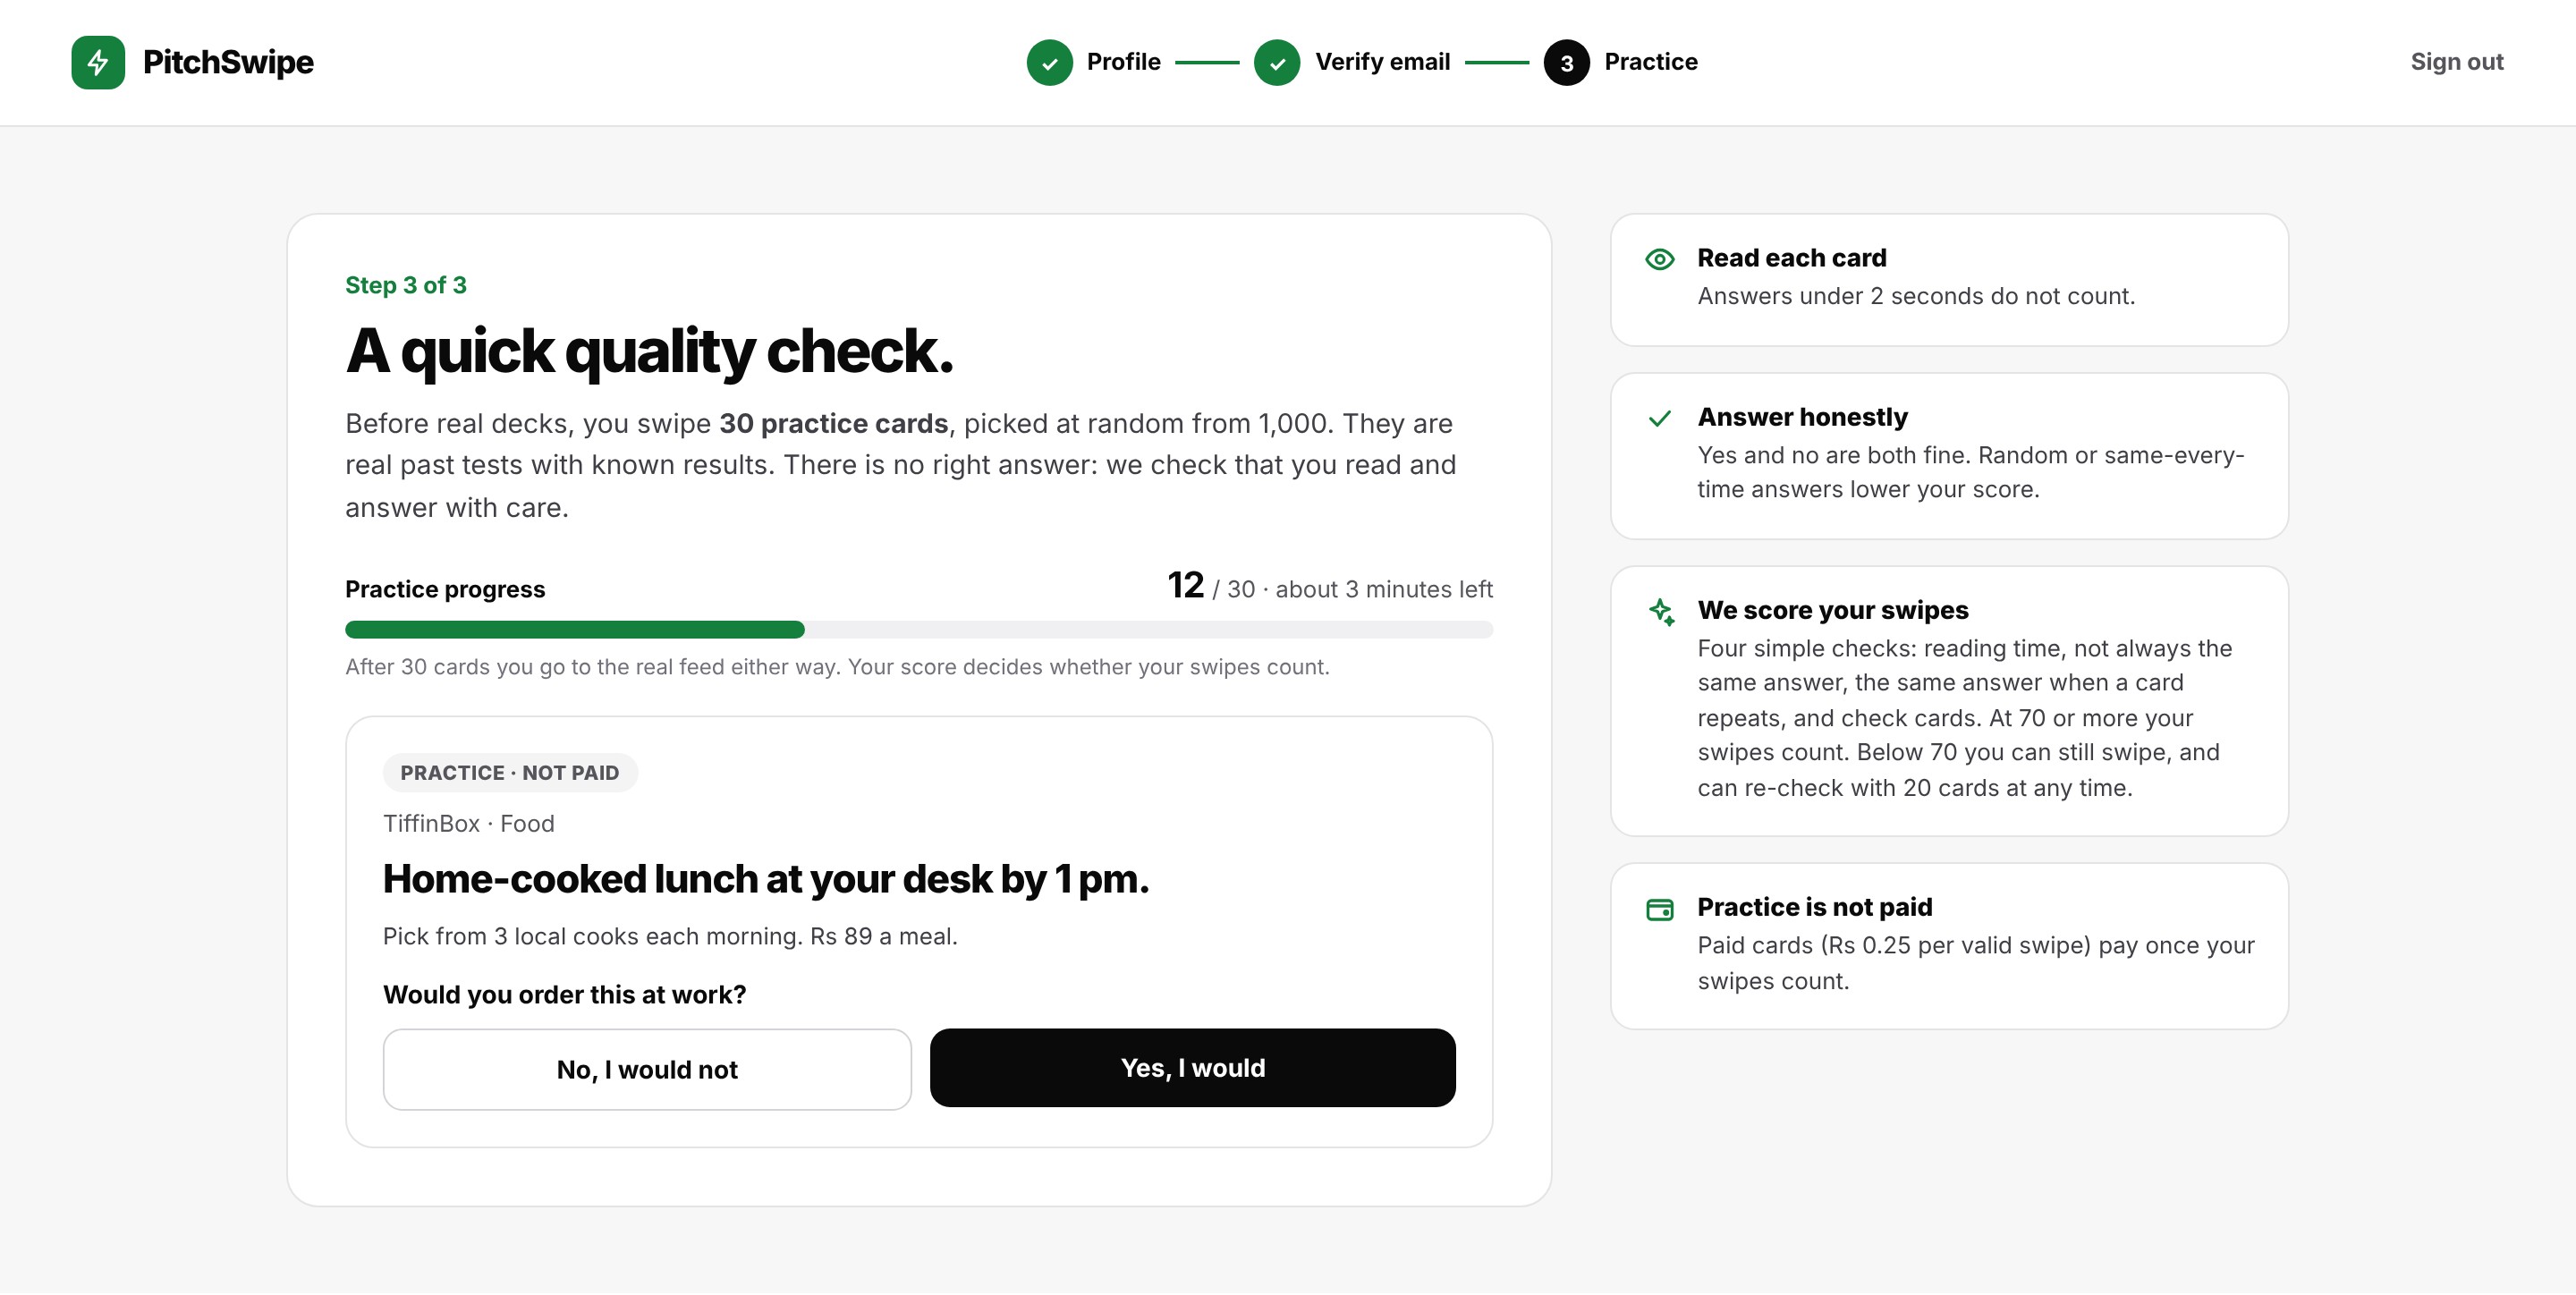 PitchSwipe
Profile
Verify email
3
Practice
Sign out
Step 3 of 3
A quick quality check.
Before real decks, you swipe 30 practice cards, picked at random from 1,000. They are
real past tests with known results. There is no right answer: we check that you read and
answer with care.
Practice progress
12 / 30 · about 3 minutes left
After 30 cards you go to the real feed either way. Your score decides whether your swipes count.
PRACTICE · NOT PAID
TiffinBox · Food
Home-cooked lunch at your desk by 1 pm.
Pick from 3 local cooks each morning. Rs 89 a meal.
Would you order this at work?
No, I would not
Yes, I would
Read each card
Answers under 2 seconds do not count.
Answer honestly
Yes and no are both fine. Random or same-every-
time answers lower your score.
We score your swipes
Four simple checks: reading time, not always the
same answer, the same answer when a card
repeats, and check cards. At 70 or more your
swipes count. Below 70 you can still swipe, and
can re-check with 20 cards at any time.
Practice is not paid
Paid cards (Rs 0.25 per valid swipe) pay once your
swipes count.